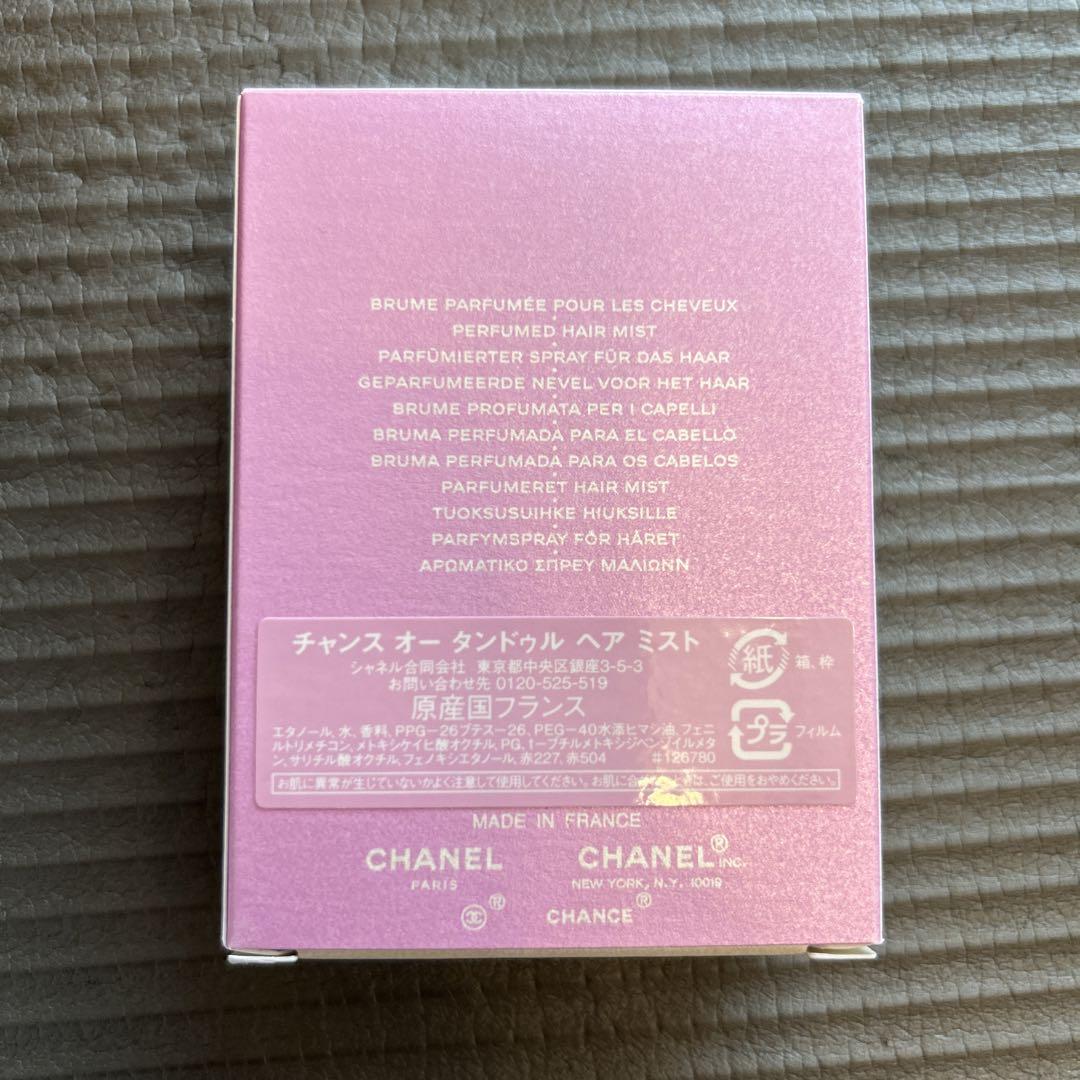 BRUME PARFUMÉE POUR LES CHEVEUX
PERFUMED HAIR MIST
PARFÜMIERTER SPRAY FÜR DAS HAAR
GEPARFUMEERDE NEVEL VOOR HET HAAR
BRUME PROFUMATA PER I CAPELLI
BRUMA PERFUMADA PARA EL CABELLO
BRUMA PERFUMADA PARA OS CABELOS
PARFUMERET HAIR MIST
TUOKSUSUIHKE HIUKSILLE
PARFYMSPRAY FÖR HÅRET
ΑΡΩΜΑΤΙΚΟ ΣΠΡΕΥ ΜΑΛΙΩΝΝ
チャンス オー タンドゥル ヘア ミスト
シャネル合同会社 東京都中央区銀座3-5-3
お問い合わせ先 0120-525-519
原産国フランス
エタノール, 水, 香料, PPG-26ブテス-26, PEG-40水添ヒマシ油, フェニ
ルトリメチコン, メトキシケイヒ酸オクチル, PG, t-ブチルメトキシジベンゾイルメタ
ン, サリチル酸オクチル, フェノキシエタノール, 赤227, 赤504 #126780
お肌に異常が生じていないかよく注意して使用してください。お肌に合は、ご使用をおやめください。
紙 箱、枠
プラ フィルム
MADE IN FRANCE
CHANEL CHANEL® INC.
PARIS NEW YORK, N.Y. 10019
® CHANCE®